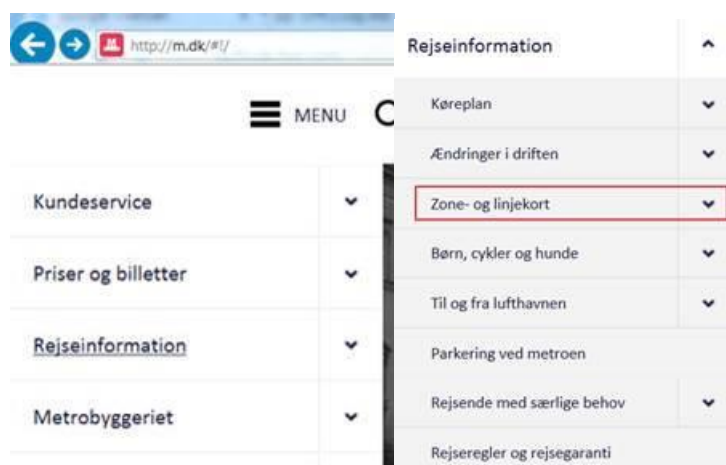 http://m.dk/#!/
MENU
Kundeservice
Priser og billetter
Rejseinformation
Metrobyggeriet
Rejseinformation
Køreplan
Ændringer i driften
Zone- og linjekort
Børn, cykler og hunde
Til og fra lufthavnen
Parkering ved metroen
Rejsende med særlige behov
Rejseregler og rejsegaranti